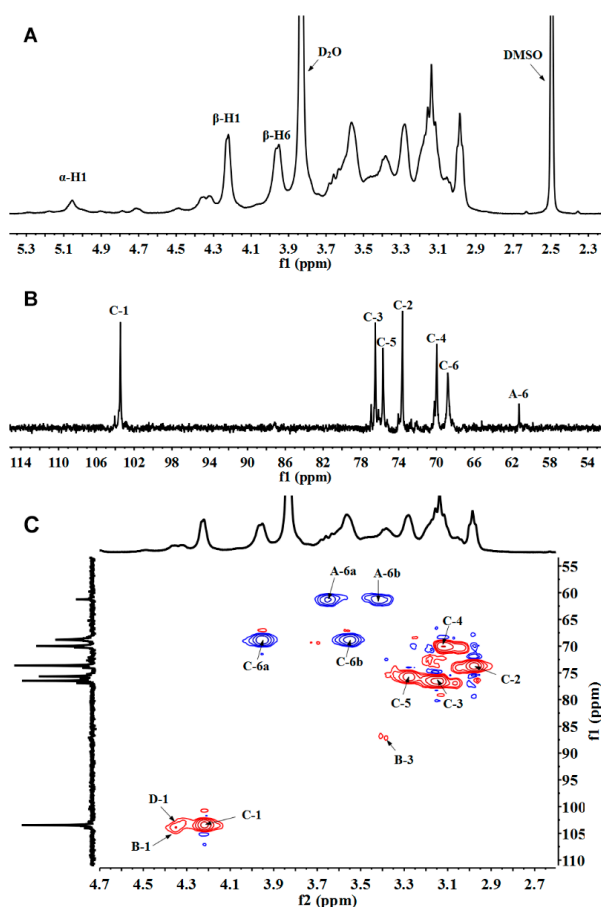 A
D₂O
DMSO
β-H1
β-H6
α-H1
5.3 5.1 4.9 4.7 4.5 4.3 4.1 3.9 3.7 3.5 3.3 3.1 2.9 2.7 2.5 2.3
f1 (ppm)
B
C-1
C-2
C-3
C-5
C-4
C-6
A-6
114 110 106 102 98 94 90 86 82 78 74 70 66 62 58 54
f1 (ppm)
C
A-6a
A-6b
C-4
C-6a
C-6b
C-2
C-5
C-3
B-3
D-1
C-1
B-1
55
60
65
70
75
80
85
90
95
100
105
110
f1 (ppm)
4.7 4.5 4.3 4.1 3.9 3.7 3.5 3.3 3.1 2.9 2.7
f2 (ppm)